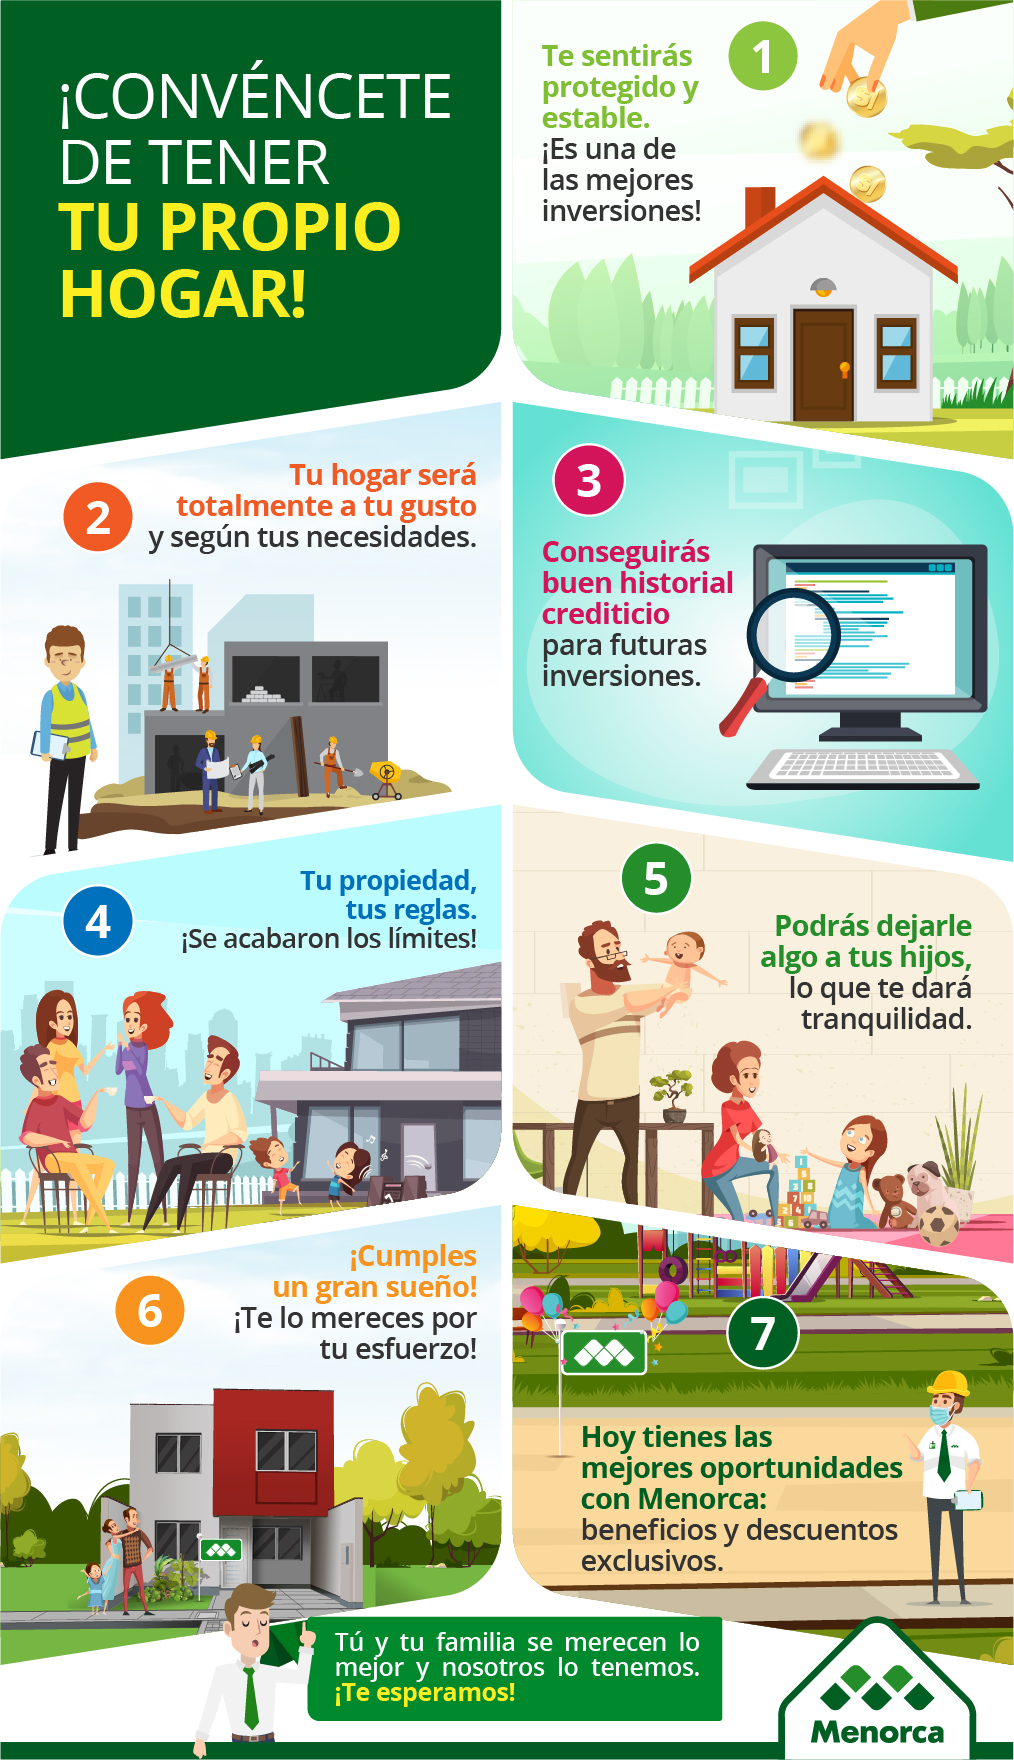 ¡CONVÉNCETE
DE TENER
TU PROPIO
HOGAR!
1
Te sentirás
protegido y
estable.
¡Es una de
las mejores
inversiones!
S/
S/
2
Tu hogar será
totalmente a tu gusto
y según tus necesidades.
3
Conseguirás
buen historial
crediticio
para futuras
inversiones.
4
Tu propiedad,
tus reglas.
¡Se acabaron los límites!
5
Podrás dejarle
algo a tus hijos,
lo que te dará
tranquilidad.
6
¡Cumples
un gran sueño!
¡Te lo mereces por
tu esfuerzo!
7
Hoy tienes las
mejores oportunidades
con Menorca:
beneficios y descuentos
exclusivos.
Tú y tu familia se merecen lo
mejor y nosotros lo tenemos.
¡Te esperamos!
Menorca